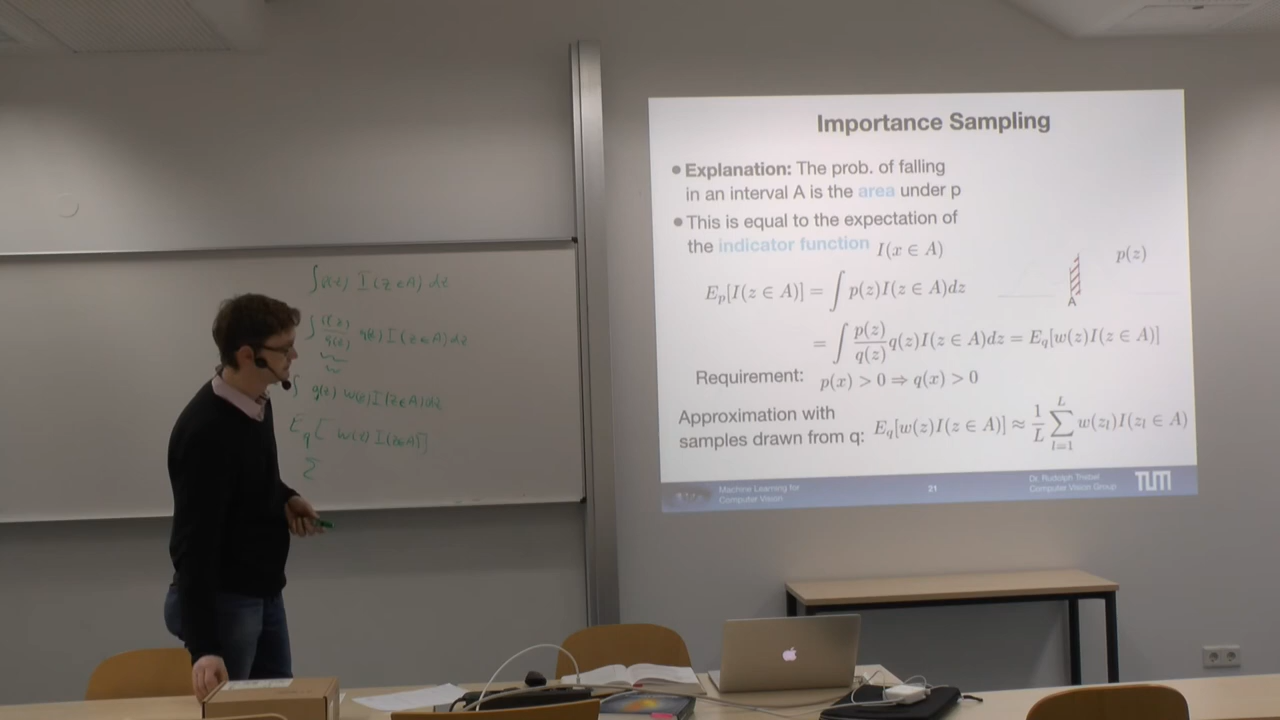 ∫ p(z) I(z∈A) dz
∫ p(z)/q(z) q(z) I(z∈A) dz
w
∫ q(z) w(z) I(z∈A) dz
E_q [ w(z) I(z∈A)]
Σ
Importance Sampling
• Explanation: The prob. of falling
in an interval A is the area under p
• This is equal to the expectation of
the indicator function I(x ∈ A)
p(z)
A
E_p[I(z ∈ A)] = ∫ p(z)I(z ∈ A)dz
= ∫ p(z)/q(z) q(z)I(z ∈ A)dz = E_q[w(z)I(z ∈ A)]
Requirement: p(x) > 0 ⇒ q(x) > 0
Approximation with
samples drawn from q: E_q[w(z)I(z ∈ A)] ≈ 1/L ∑_{l=1}^{L} w(z_l)I(z_l ∈ A)
Machine Learning for
Computer Vision
21
Dr. Rudolph Triebel
Computer Vision Group
TUM